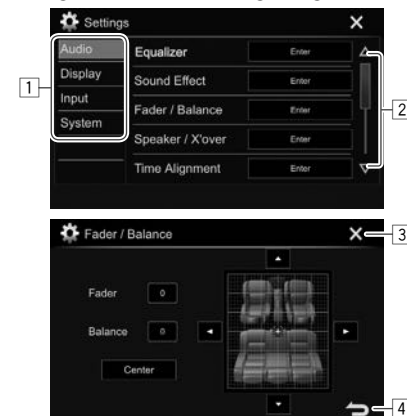 Settings
Audio
Equalizer Enter
Display
Sound Effect Enter
1
Input
Fader / Balance Enter
2
System
Speaker / X'over Enter
Time Alignment Enter
Fader / Balance
3
Fader 0
Balance 0
Center
4